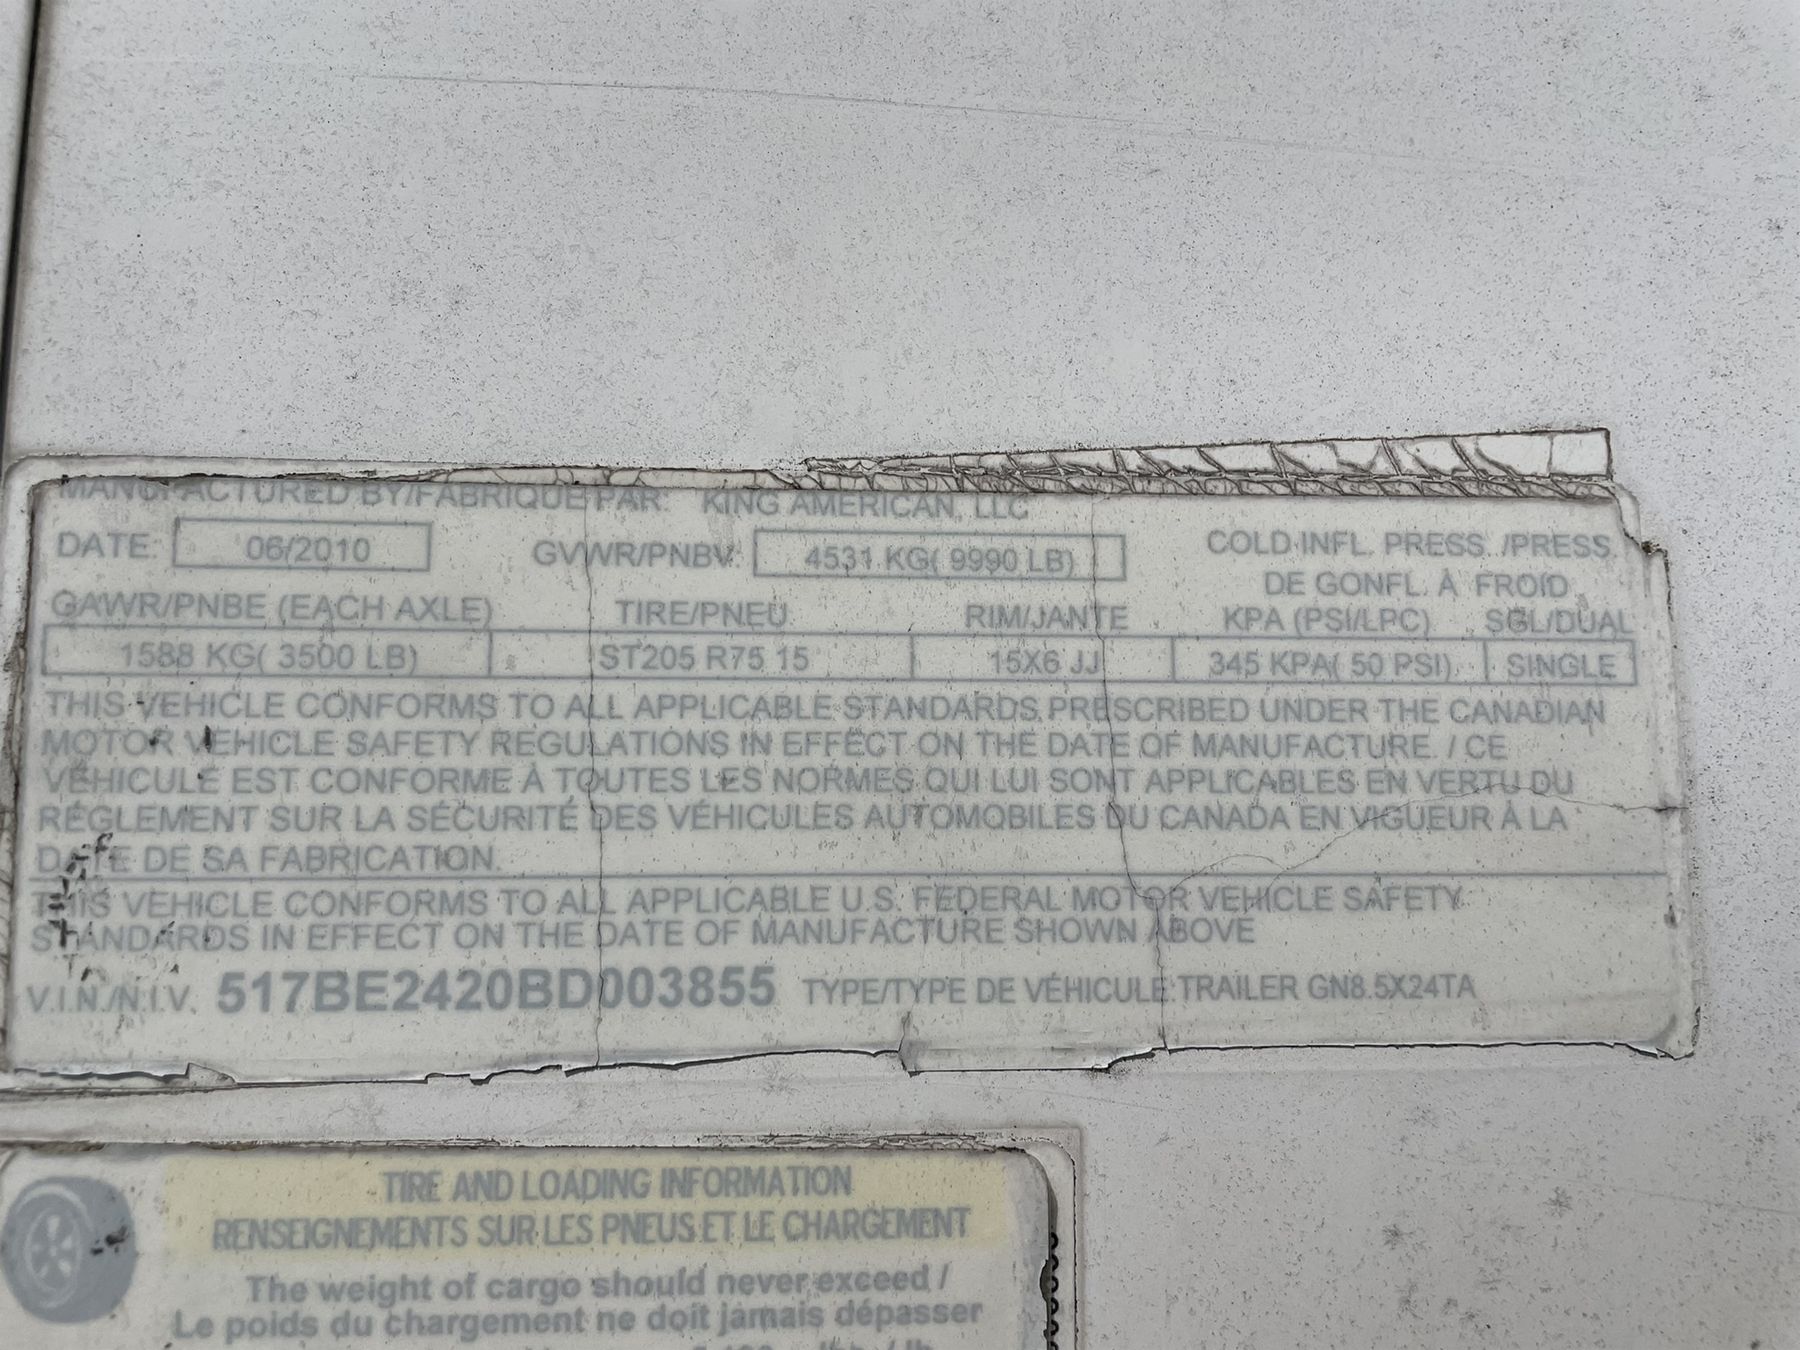 MANUFACTURED BY/FABRIQUE PAR: KING AMERICAN, LLC
DATE: 06/2010 GVWR/PNBV: 4531 KG( 9990 LB)
COLD INFL. PRESS. /PRESS.
DE GONFL. À FROID
GAWR/PNBE (EACH AXLE) TIRE/PNEU RIM/JANTE KPA (PSI/LPC) SGL/DUAL
1588 KG( 3500 LB) ST205 R75 15 15X6 JJ 345 KPA( 50 PSI) SINGLE
THIS VEHICLE CONFORMS TO ALL APPLICABLE STANDARDS PRESCRIBED UNDER THE CANADIAN
MOTOR VEHICLE SAFETY REGULATIONS IN EFFECT ON THE DATE OF MANUFACTURE. / CE
VÉHICULE EST CONFORME À TOUTES LES NORMES QUI LUI SONT APPLICABLES EN VERTU DU
RÈGLEMENT SUR LA SÉCURITÉ DES VÉHICULES AUTOMOBILES DU CANADA EN VIGUEUR À LA
DATE DE SA FABRICATION.
THIS VEHICLE CONFORMS TO ALL APPLICABLE U.S. FEDERAL MOTOR VEHICLE SAFETY
STANDARDS IN EFFECT ON THE DATE OF MANUFACTURE SHOWN ABOVE
V.I.N./N.I.V. 517BE2420BD003855 TYPE/TYPE DE VÉHICULE:TRAILER GN8.5X24TA
TIRE AND LOADING INFORMATION
RENSEIGNEMENTS SUR LES PNEUS ET LE CHARGEMENT
The weight of cargo should never exceed /
Le poids du chargement ne doit jamais dépasser